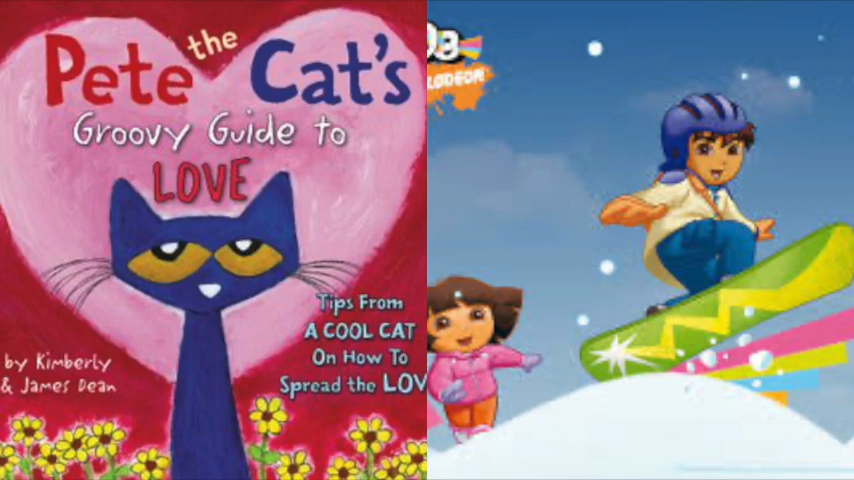 Pete the Cat's
Groovy Guide to
LOVE
Tips From
A COOL CAT
On How To
Spread the LOV
by Kimberly
& James Dean